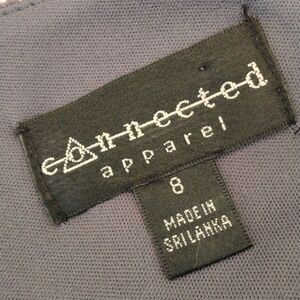 connected
apparel
8
MADE IN
SRI LANKA